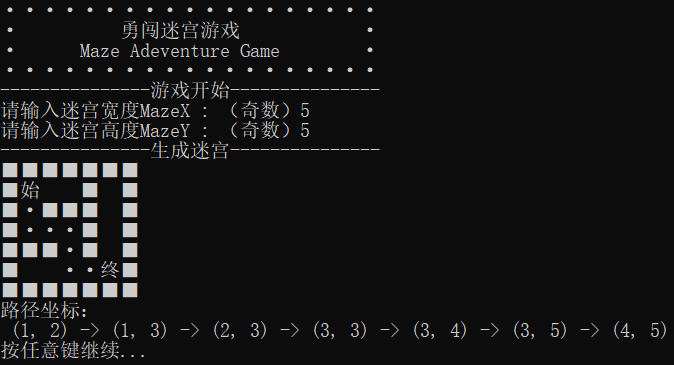 · · · · · · · · · · · · · · · · · · ·
· 勇闯迷宫游戏 ·
· Maze Adeventure Game ·
· · · · · · · · · · · · · · · · · · ·
---------------游戏开始---------------
请输入迷宫宽度MazeX : （奇数）5
请输入迷宫高度MazeY : （奇数）5
---------------生成迷宫---------------
■■■■■■■
■始    ■  ■
■·■■■  ■
■···■  ■
■■■·■  ■
■    ··终■
■■■■■■■
路径坐标:
(1, 2) -> (1, 3) -> (2, 3) -> (3, 3) -> (3, 4) -> (3, 5) -> (4, 5)
按任意键继续...